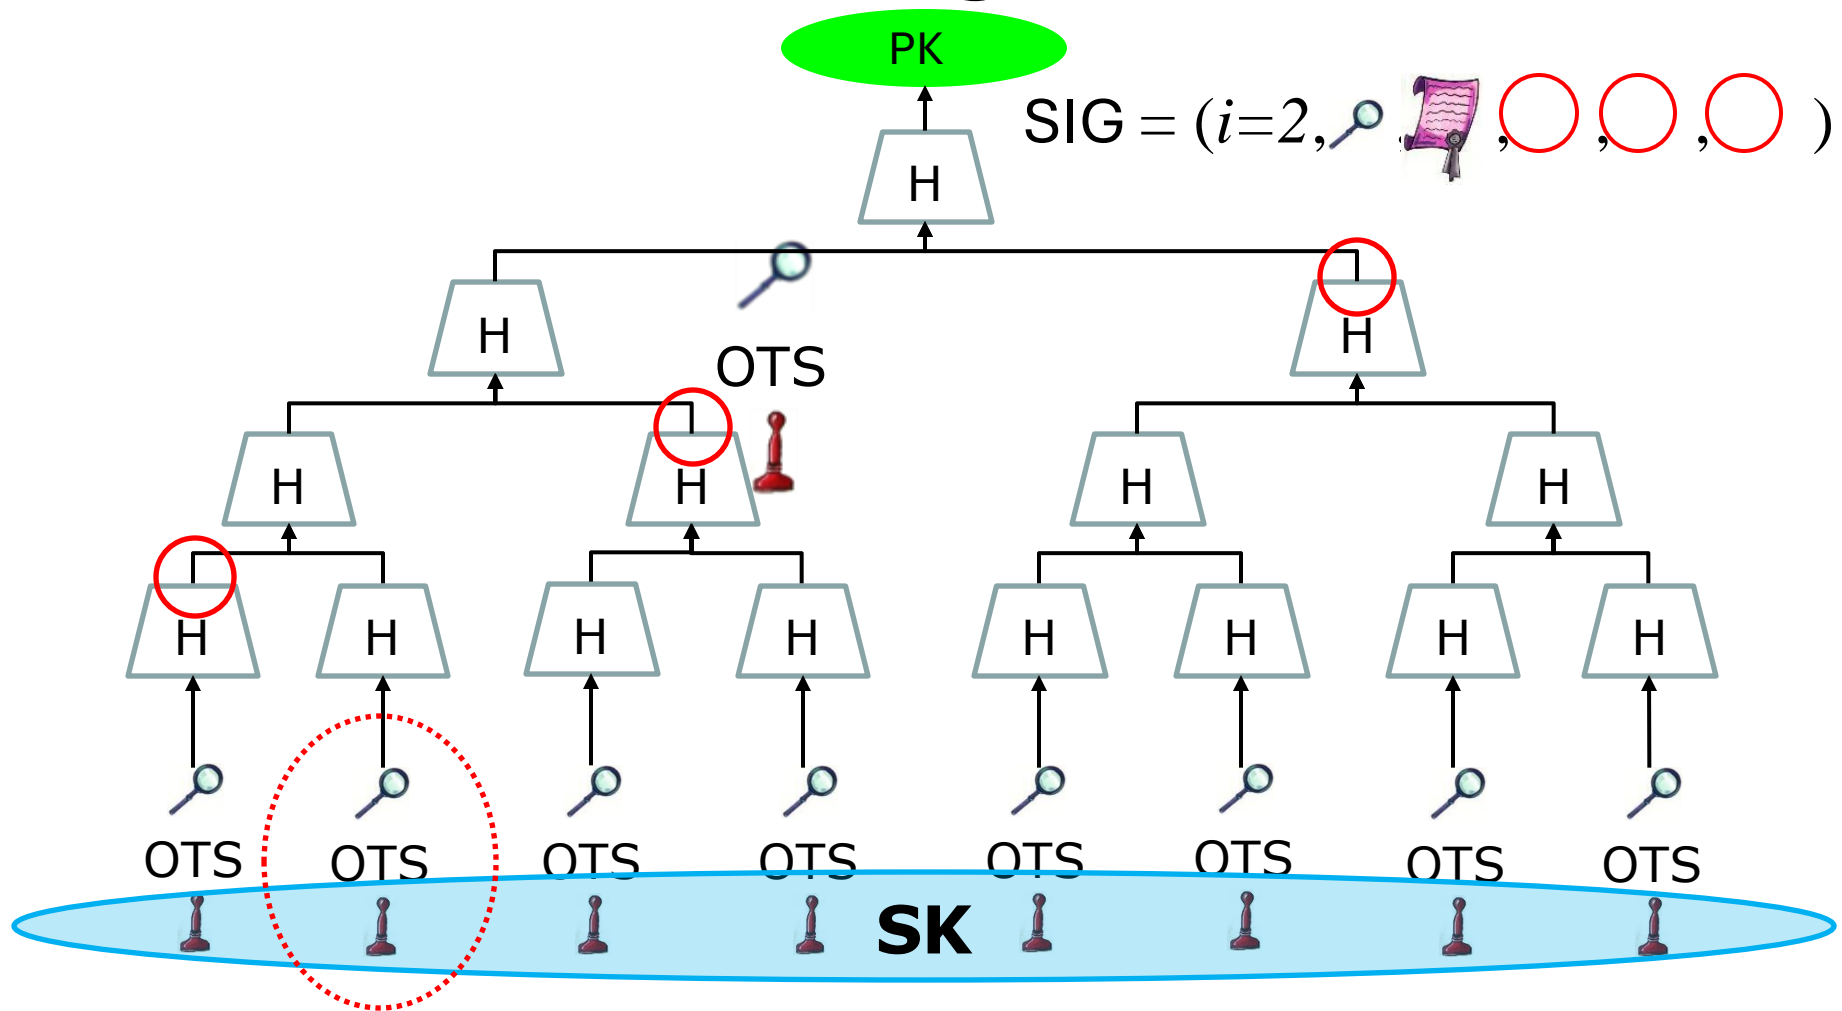 PK
SIG = (i=2, , , , , )
H
H H
OTS
H H H H
H H H H H H H H
OTS OTS OTS OTS OTS OTS OTS OTS
SK